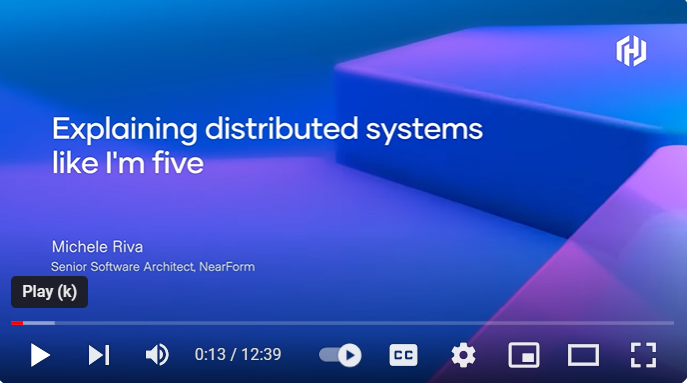 Explaining distributed systems
like I'm five
Michele Riva
Senior Software Architect, NearForm
Play (k)
0:13 / 12:39
CC